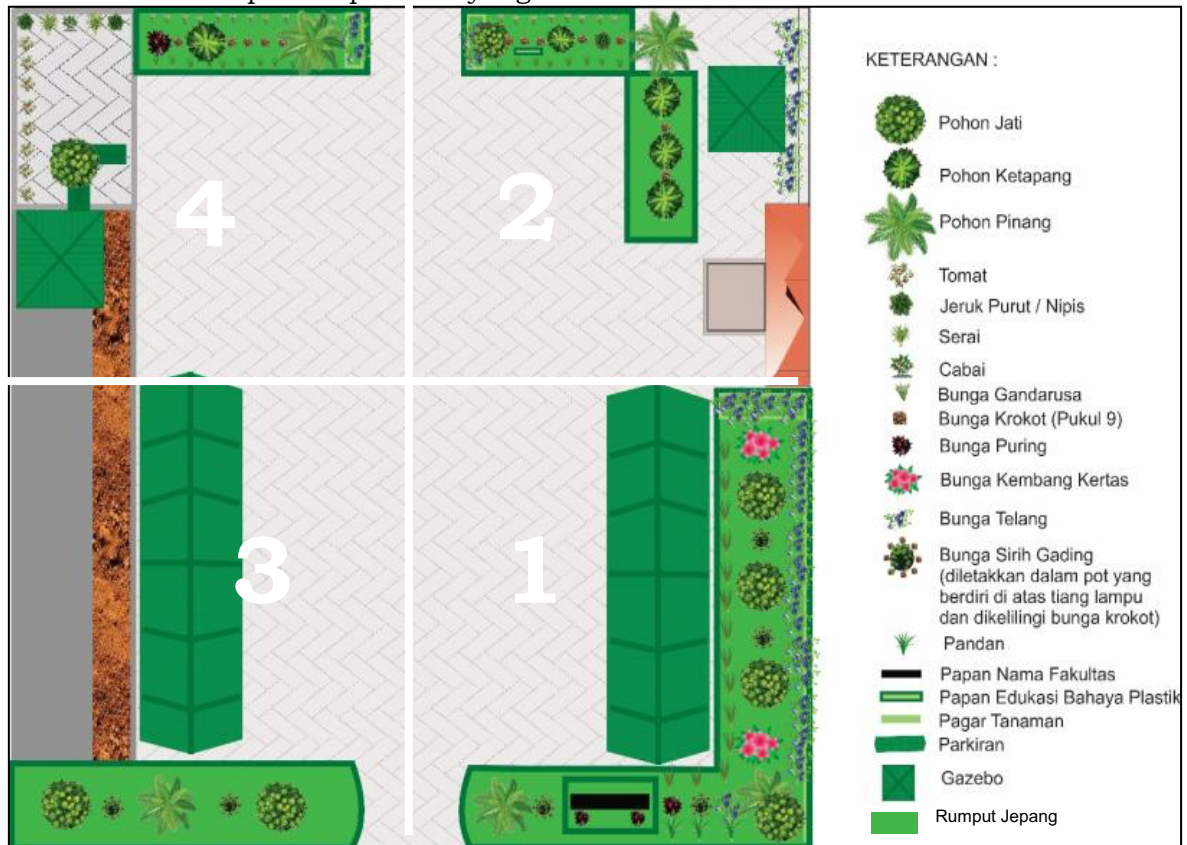 4
2
3
1
KETERANGAN :
Pohon Jati
Pohon Ketapang
Pohon Pinang
Tomat
Jeruk Purut / Nipis
Serai
Cabai
Bunga Gandarusa
Bunga Krokot (Pukul 9)
Bunga Puring
Bunga Kembang Kertas
Bunga Telang
Bunga Sirih Gading
(diletakkan dalam pot yang
berdiri di atas tiang lampu
dan dikelilingi bunga krokot)
Pandan
Papan Nama Fakultas
Papan Edukasi Bahaya Plastik
Pagar Tanaman
Parkiran
Gazebo
Rumput Jepang